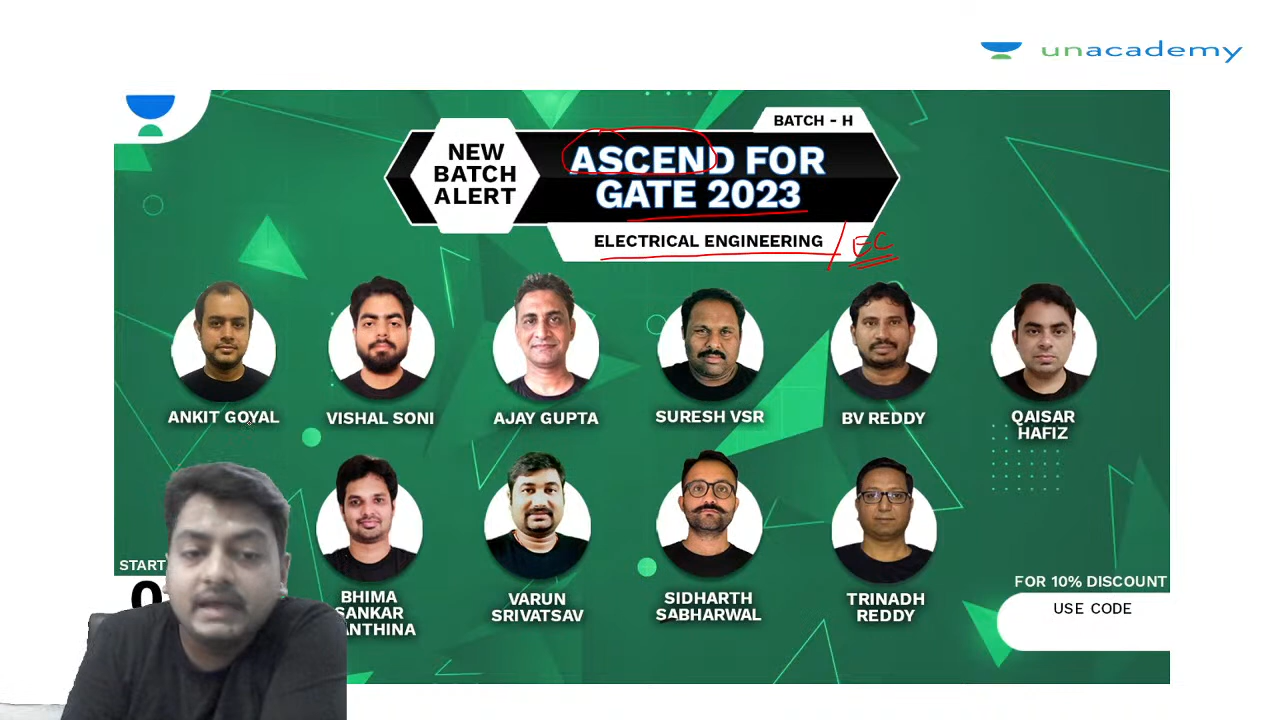 unacademy
BATCH - H
NEW
BATCH
ALERT
ASCEND FOR
GATE 2023
ELECTRICAL ENGINEERING / EC
ANKIT GOYAL
VISHAL SONI
AJAY GUPTA
SURESH VSR
BV REDDY
QAISAR
HAFIZ
START
BHIMA
SANKAR
ANTHINA
VARUN
SRIVATSAV
SIDHARTH
SABHARWAL
TRINADH
REDDY
FOR 10% DISCOUNT
USE CODE